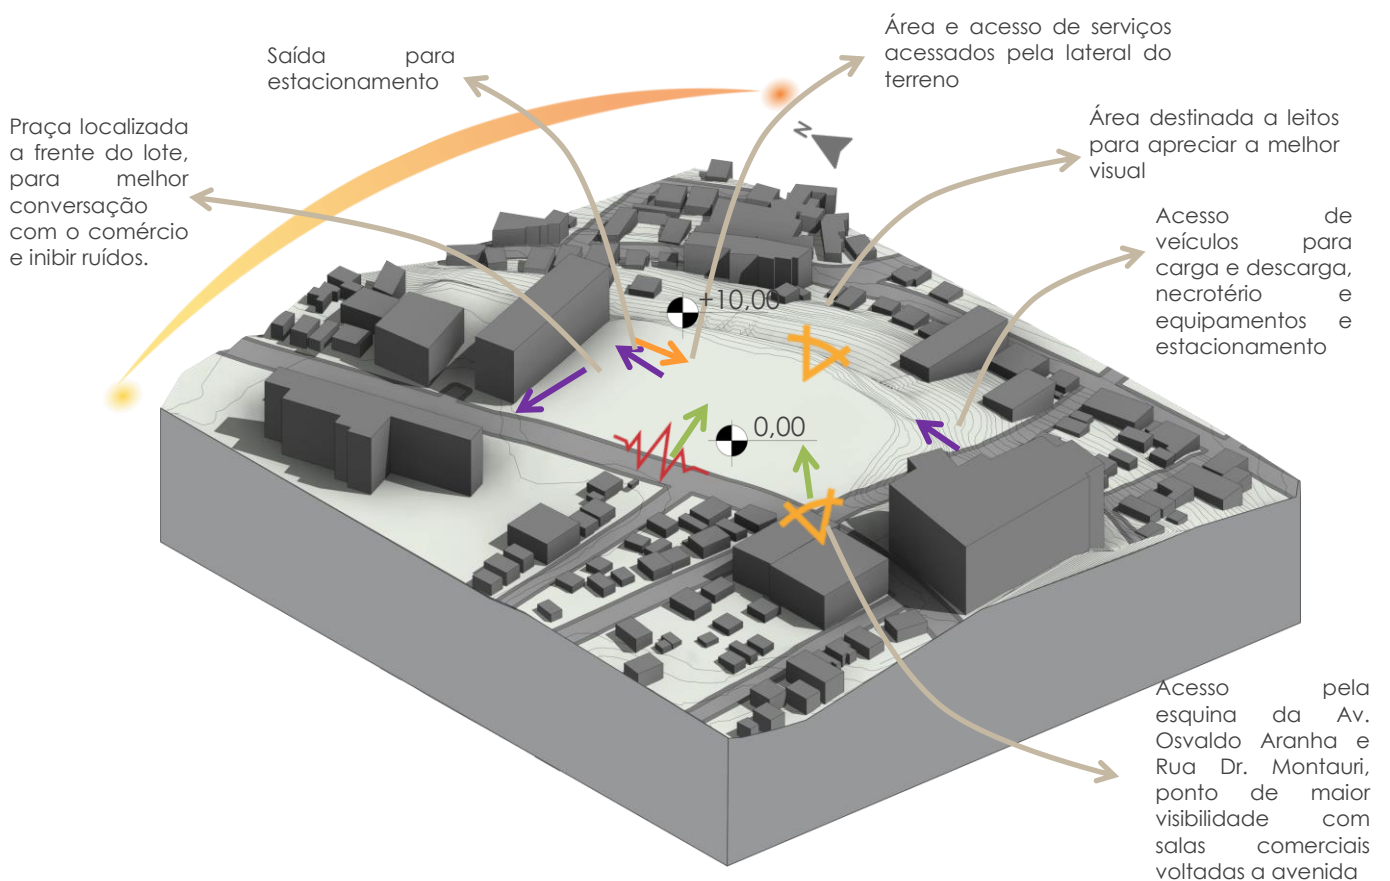 Saída para
estacionamento
Área e acesso de serviços
acessados pela lateral do
terreno
Praça localizada
a frente do lote,
para melhor
conversação
com o comércio
e inibir ruídos.
N
Área destinada a leitos
para apreciar a melhor
visual
Acesso de
veículos para
carga e descarga,
necrotério e
equipamentos e
estacionamento
+10,00
0,00
Acesso pela
esquina da Av.
Osvaldo Aranha e
Rua Dr. Montauri,
ponto de maior
visibilidade com
salas comerciais
voltadas a avenida